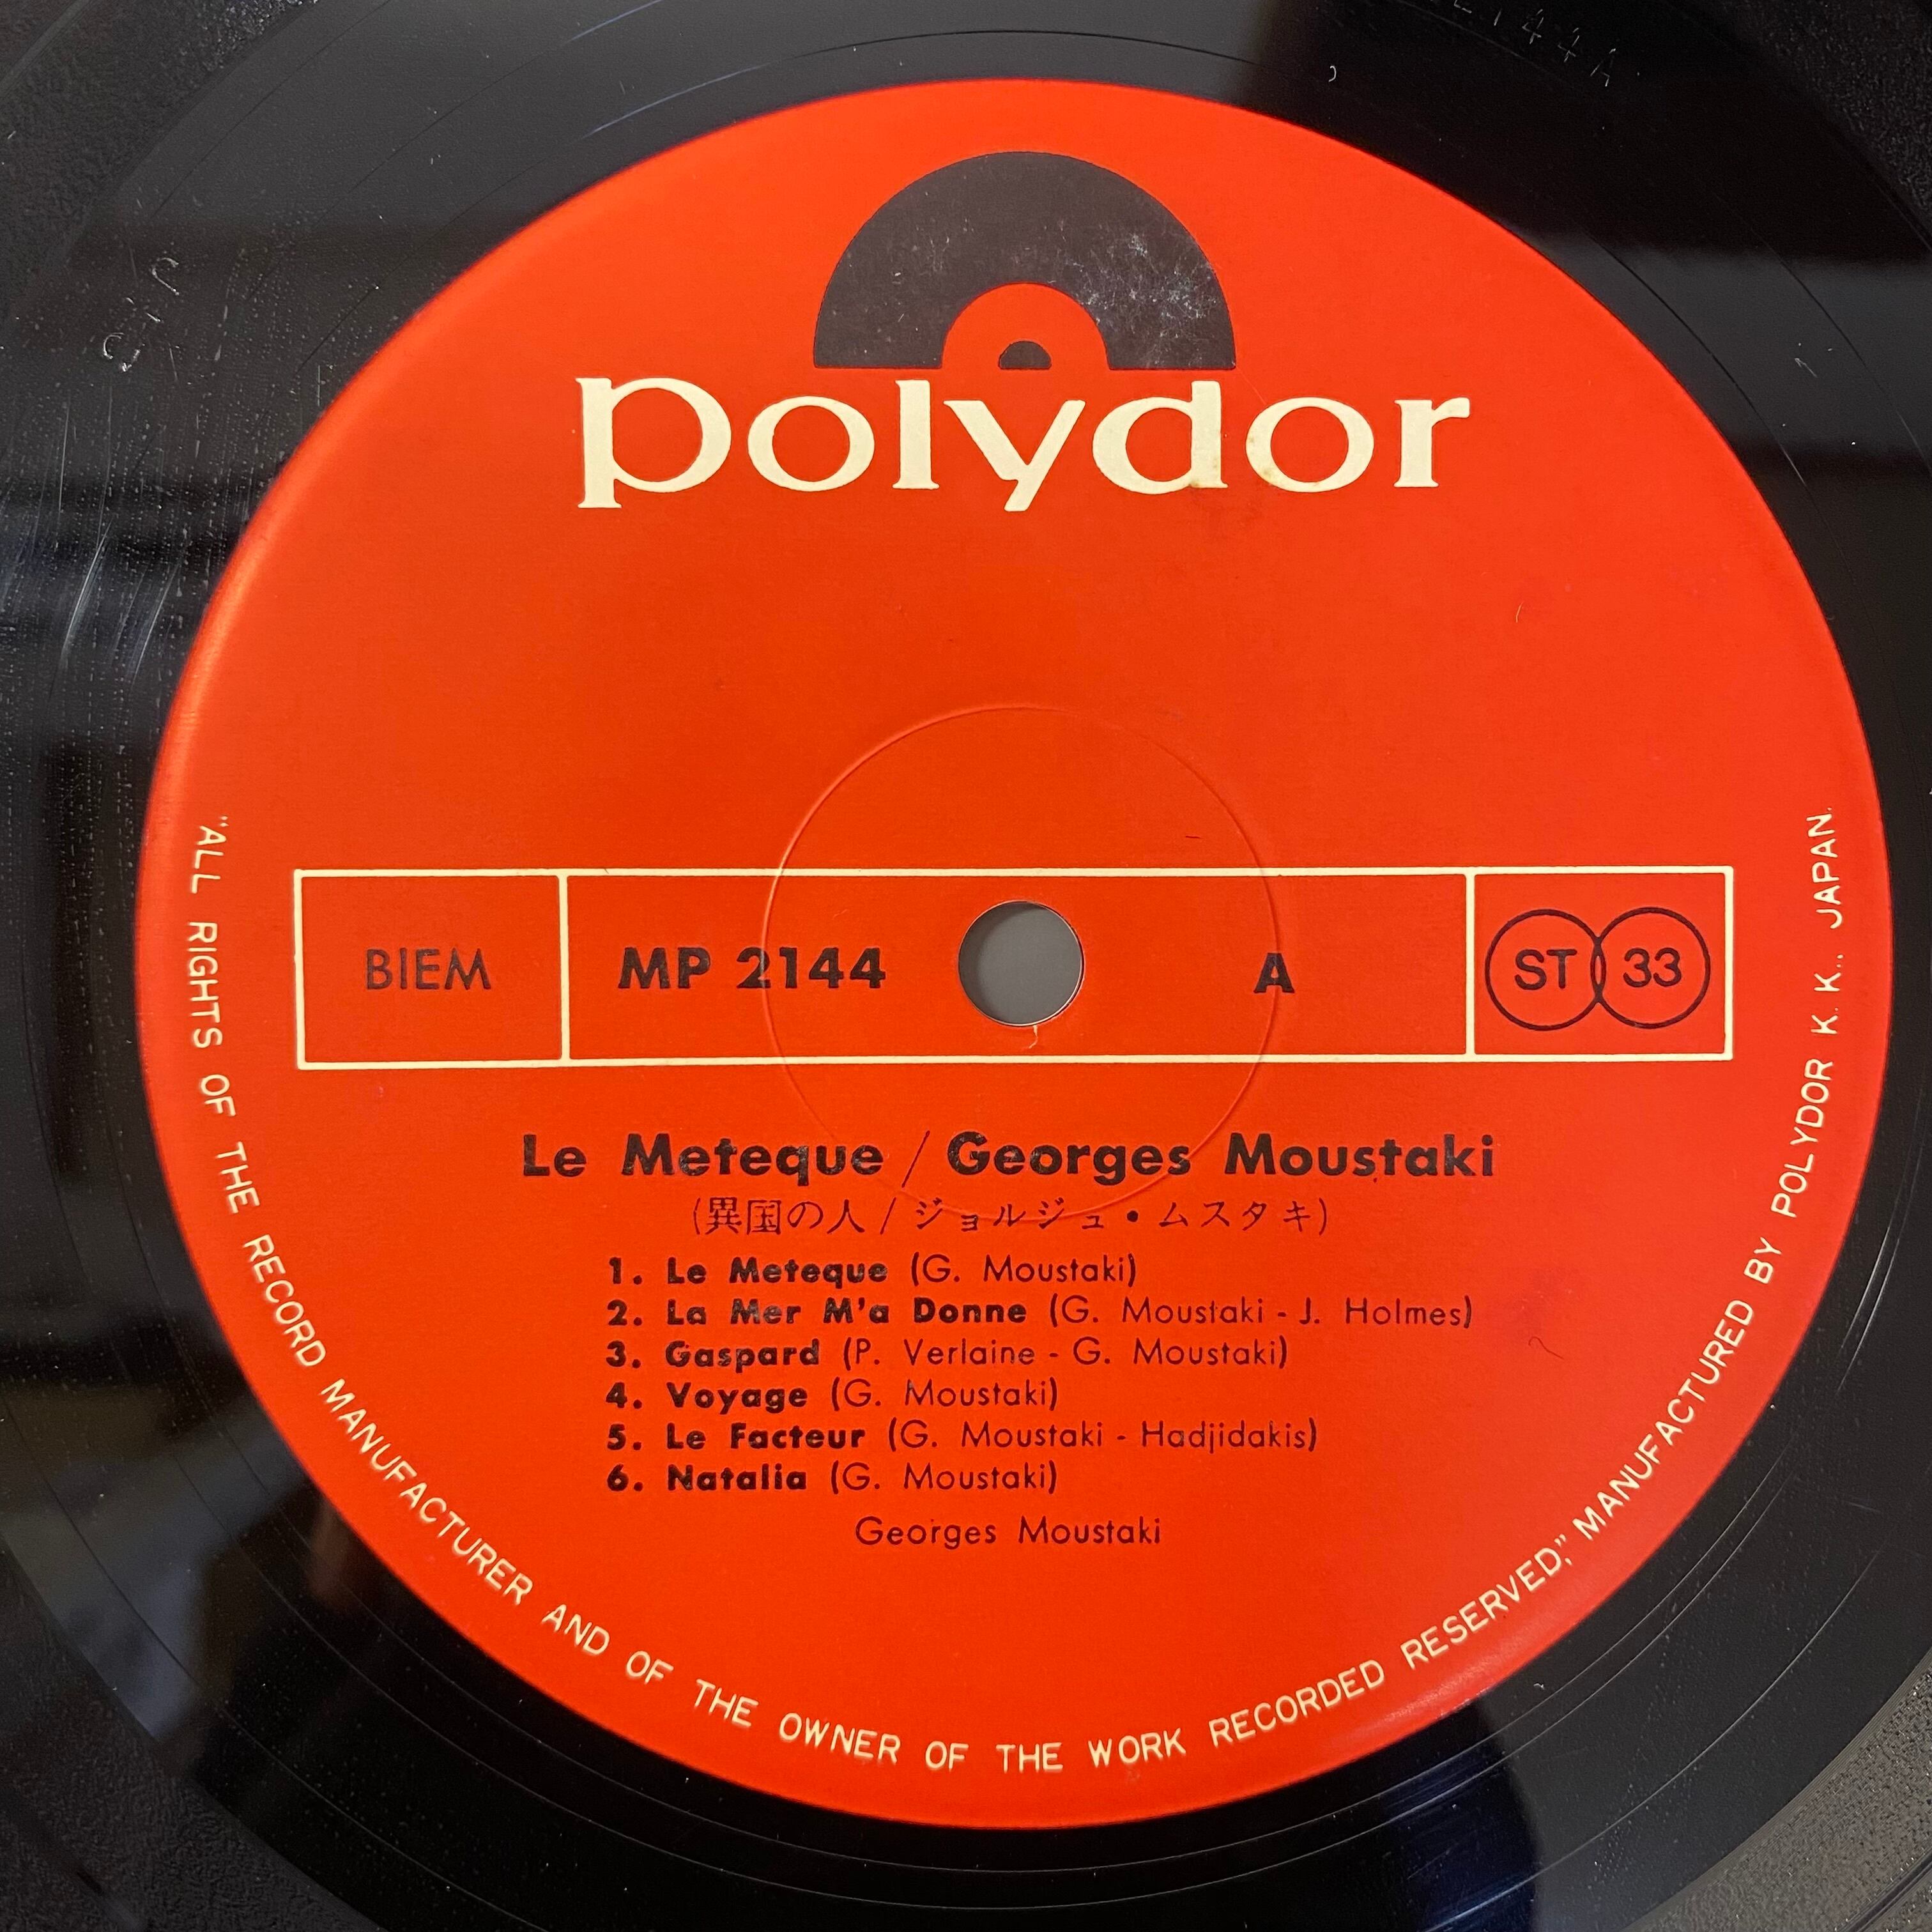 polydor
BIEM
MP 2144
A
ST 33
Le Meteque / Georges Moustaki
(異国の人 / ジョルジュ・ムスタキ)
1. Le Meteque (G. Moustaki)
2. La Mer M'a Donne (G. Moustaki - J. Holmes)
3. Gaspard (P. Verlaine - G. Moustaki)
4. Voyage (G. Moustaki)
5. Le Facteur (G. Moustaki - Hadjidakis)
6. Natalia (G. Moustaki)
Georges Moustaki
"ALL RIGHTS OF THE RECORD MANUFACTURER AND OF THE OWNER OF THE WORK RECORDED RESERVED," MANUFACTURED BY POLYDOR K. K., JAPAN.